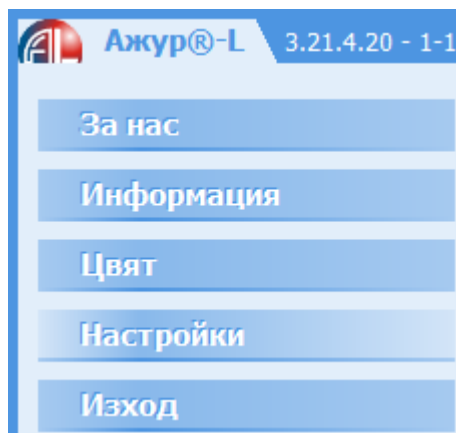 Ажур®-L 3.21.4.20 - 1-1
За нас
Информация
Цвят
Настройки
Изход